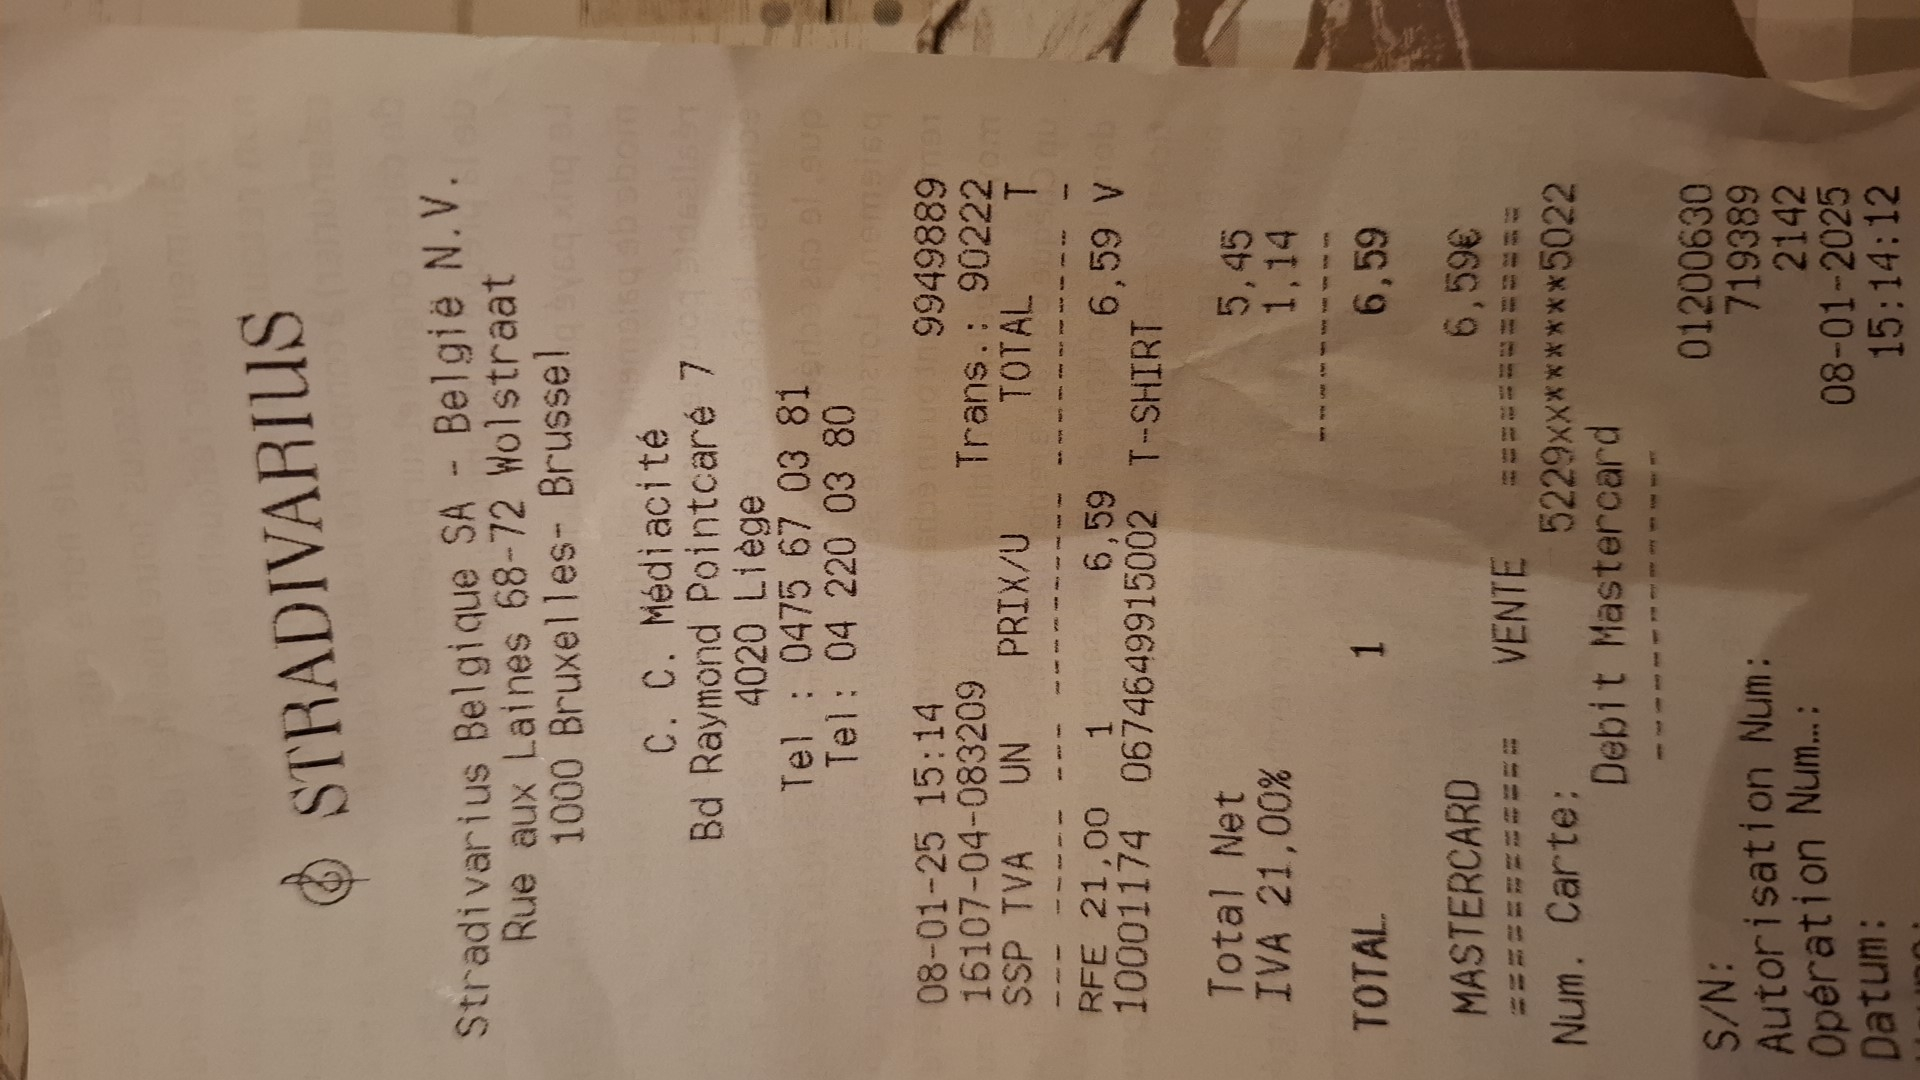 STRADIVARIUS
Stradivarius Belgique SA - België N.V.
Rue aux Laines 68-72 Wolstraat
1000 Bruxelles- Brussel
C. C. Médiacité
Bd Raymond Pointcaré 7
4020 Liège
Tel : 0475 67 03 81
Tel : 04 220 03 80
08-01-25 15:14 9949889
16107-04-083209 Trans.: 90222
SSP TVA UN PRIX/U TOTAL T
--- ----- --- ---------- ---------- -
RFE 21,00 1 6,59 6,59 V
100011174 06746499915002 T-SHIRT
Total Net 5,45
IVA 21,00% 1,14
----------
TOTAL 1 6,59
MASTERCARD 6,59€
============= VENTE =============
Num. Carte: 5229xx******5022
Debit Mastercard
---------------
S/N: 01200630
Autorisation Num: 719389
Opération Num…: 2142
Datum: 08-01-2025
15:14:12